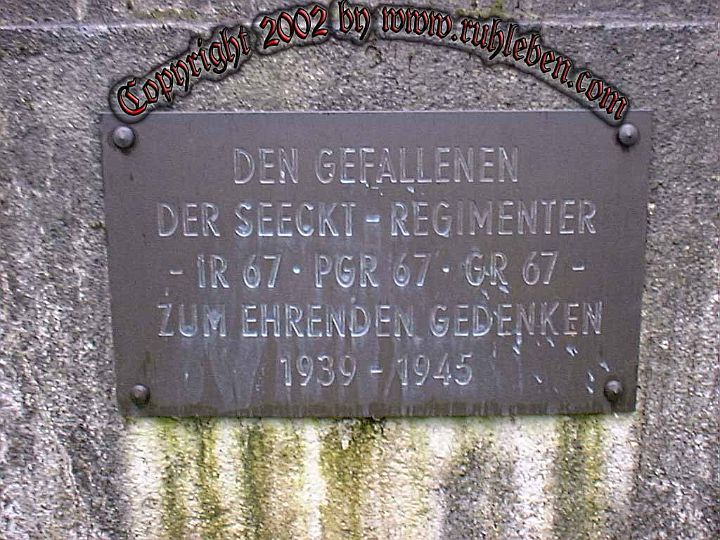 Copyright 2002 by www.ruhleben.com
DEN GEFALLENEN
DER SEECKT - REGIMENTER
- IR 67 · PGR 67 · GR 67 -
ZUM EHRENDEN GEDENKEN
1939 - 1945